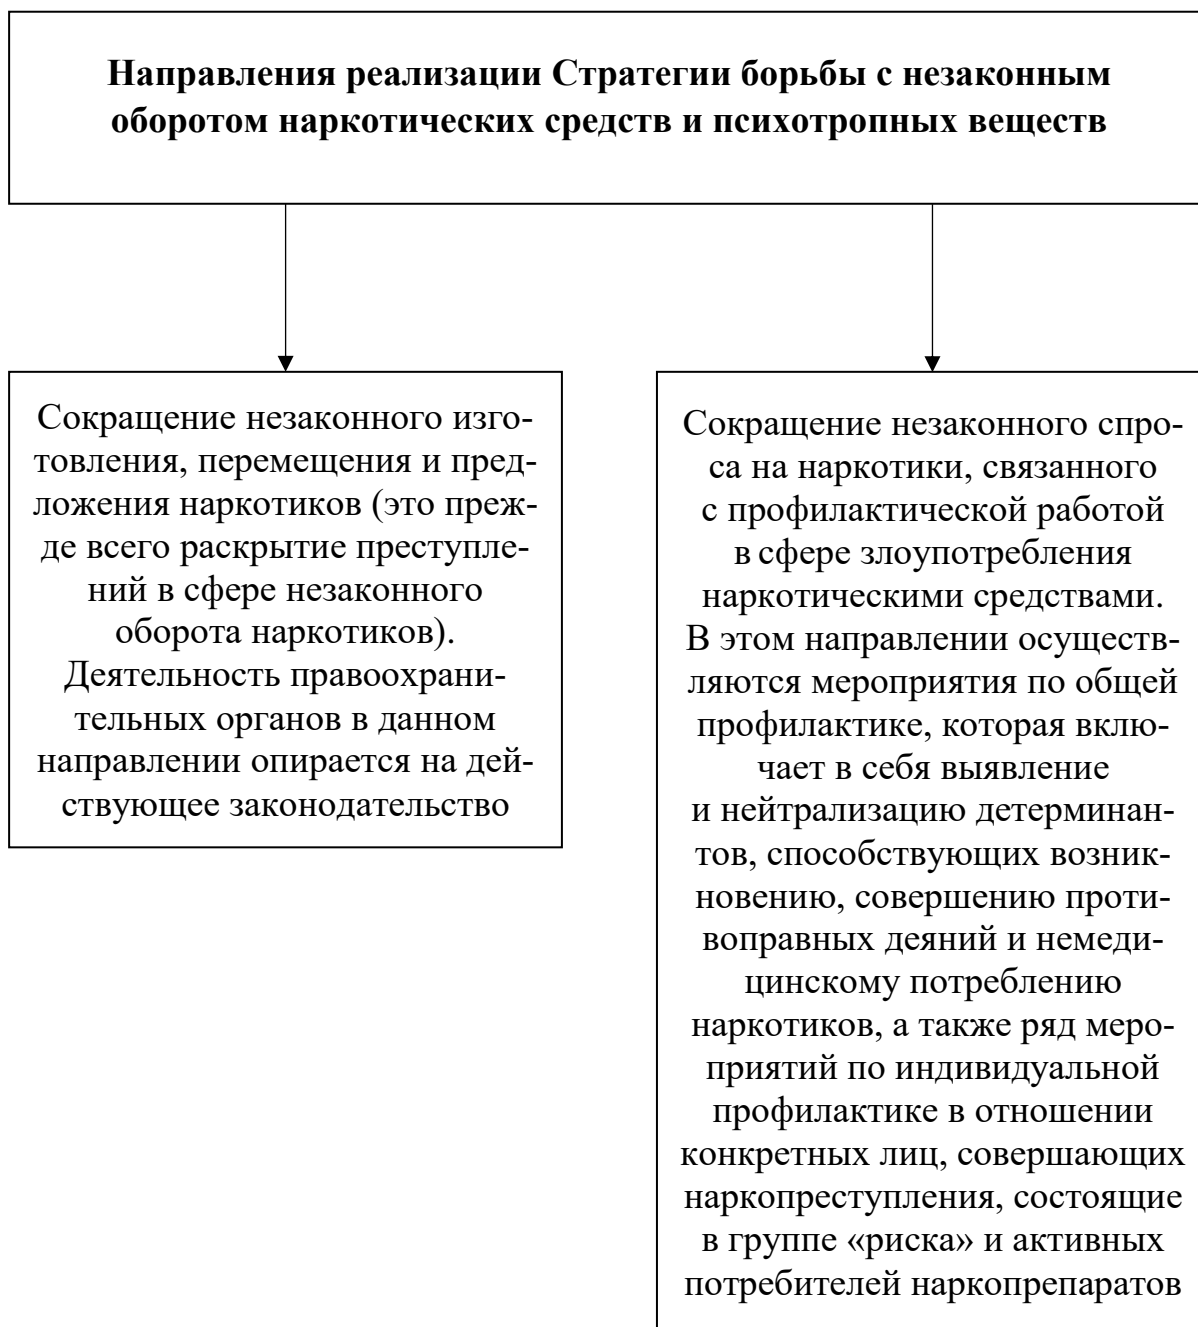 Направления реализации Стратегии борьбы с незаконным
оборотом наркотических средств и психотропных веществ
Сокращение незаконного изго-
товления, перемещения и пред-
ложения наркотиков (это преж-
де всего раскрытие преступле-
ний в сфере незаконного
оборота наркотиков).
Деятельность правоохрани-
тельных органов в данном
направлении опирается на дей-
ствующее законодательство
Сокращение незаконного спро-
са на наркотики, связанного
с профилактической работой
в сфере злоупотребления
наркотическими средствами.
В этом направлении осуществ-
ляются мероприятия по общей
профилактике, которая вклю-
чает в себя выявление
и нейтрализацию детерминан-
тов, способствующих возник-
новению, совершению проти-
воправных деяний и немеди-
цинскому потреблению
наркотиков, а также ряд меро-
приятий по индивидуальной
профилактике в отношении
конкретных лиц, совершающих
наркопреступления, состоящие
в группе «риска» и активных
потребителей наркопрепаратов